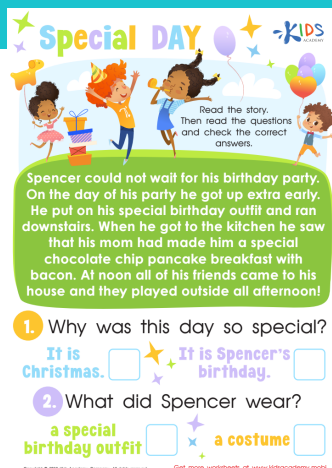 Special DAY
KIDS
ACADEMY
Read the story.
Then read the questions
and check the correct
answers.
Spencer could not wait for his birthday party.
On the day of his party he got up extra early.
He put on his special birthday outfit and ran
downstairs. When he got to the kitchen he saw
that his mom had made him a special
chocolate chip pancake breakfast with
bacon. At noon all of his friends came to his
house and they played outside all afternoon!
1. Why was this day so special?
It is
Christmas.
It is Spencer's
birthday.
2. What did Spencer wear?
a special
birthday outfit
a costume
Get more worksheets at www.kidsacademy.mobi